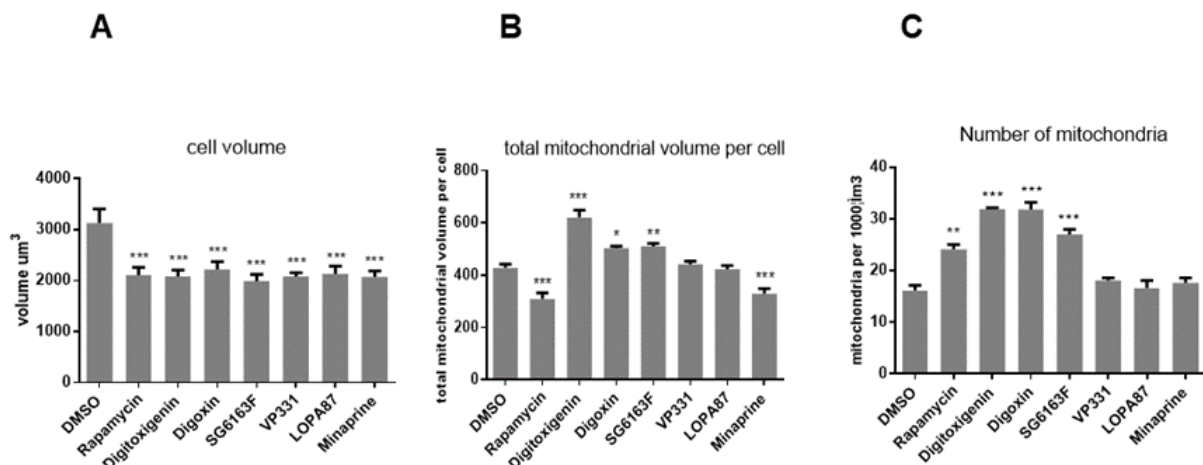 A
B
C
cell volume
volume um³
4000
3000
2000
1000
0
***
***
***
***
***
***
***
DMSO
Rapamycin
Digitoxigenin
Digoxin
SG6163F
VP331
LOPA87
Minaprine
total mitochondrial volume per cell
total mitochondrial volume per cell
800
600
400
200
0
***
***
*
**
***
DMSO
Rapamycin
Digitoxigenin
Digoxin
SG6163F
VP331
LOPA87
Minaprine
Number of mitochondria
mitochondria per 1000
40
30
20
10
0
**
***
***
***
DMSO
Rapamycin
Digitoxigenin
Digoxin
SG6163F
VP331
LOPA87
Minaprine